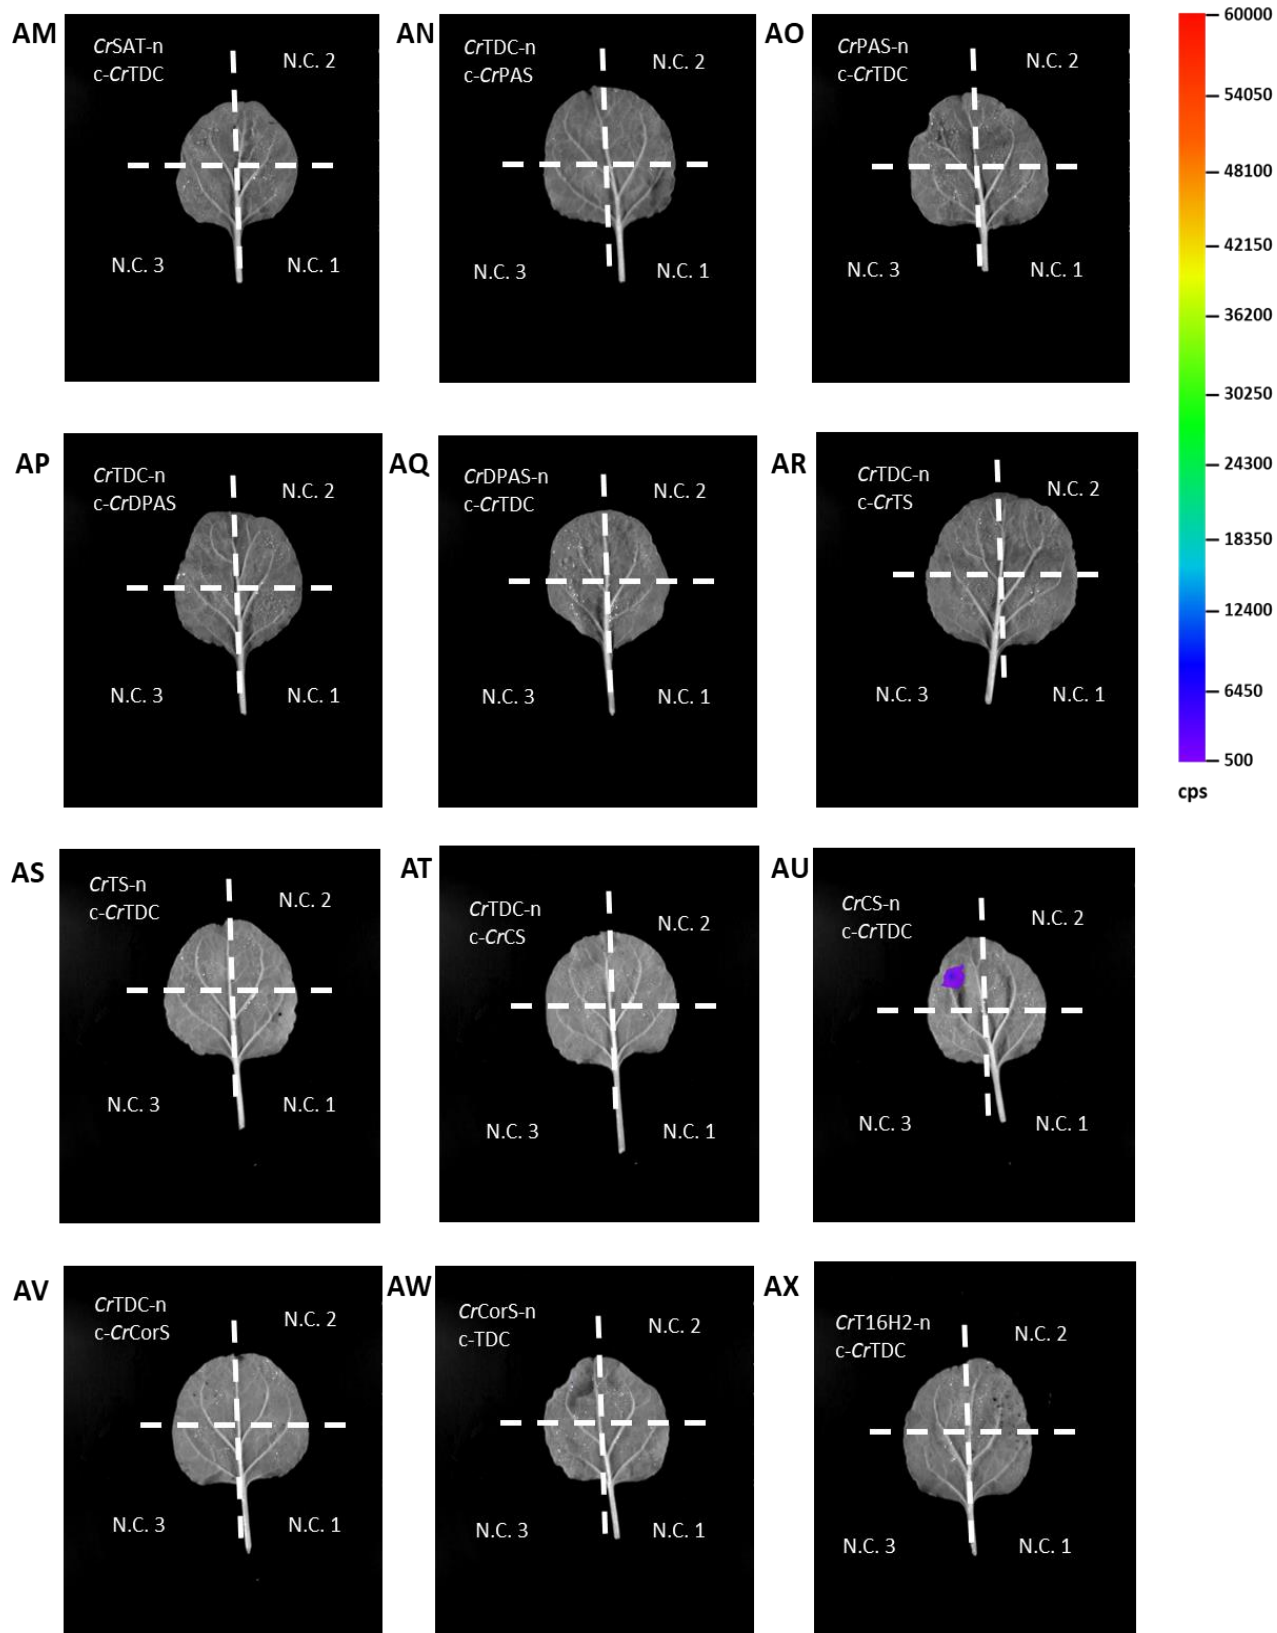 AM
CrSAT-n
c-CrTDC
N.C. 2
N.C. 3
N.C. 1
AN
CrTDC-n
c-CrPAS
N.C. 2
N.C. 3
N.C. 1
AO
CrPAS-n
c-CrTDC
N.C. 2
N.C. 3
N.C. 1
60000
54050
48100
42150
36200
30250
24300
18350
12400
6450
500
cps
AP
CrTDC-n
c-CrDPAS
N.C. 2
N.C. 3
N.C. 1
AQ
CrDPAS-n
c-CrTDC
N.C. 2
N.C. 3
N.C. 1
AR
CrTDC-n
c-CrTS
N.C. 2
N.C. 3
N.C. 1
AS
CrTS-n
c-CrTDC
N.C. 2
N.C. 3
N.C. 1
AT
CrTDC-n
c-CrCS
N.C. 2
N.C. 3
N.C. 1
AU
CrCS-n
c-CrTDC
N.C. 2
N.C. 3
N.C. 1
AV
CrTDC-n
c-CrCorS
N.C. 2
N.C. 3
N.C. 1
AW
CrCorS-n
c-TDC
N.C. 2
N.C. 3
N.C. 1
AX
CrT16H2-n
c-CrTDC
N.C. 2
N.C. 3
N.C. 1